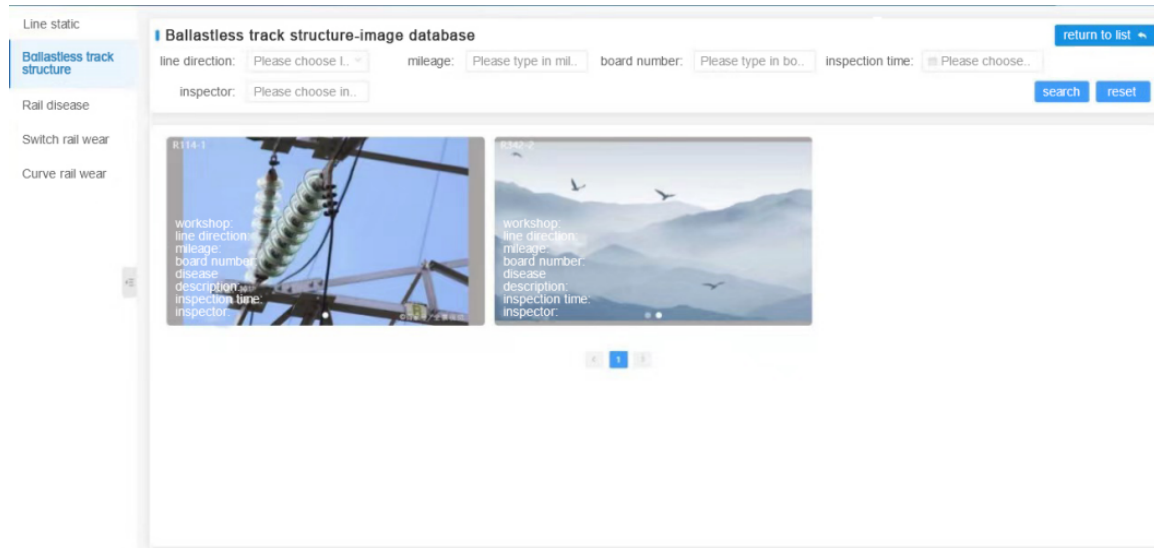 Line static
Ballastless track
structure
Rail disease
Switch rail wear
Curve rail wear
Ballastless track structure-image database
return to list
line direction: Please choose l..
mileage: Please type in mil..
board number: Please type in bo..
inspection time: Please choose..
inspector: Please choose in..
search
reset
R114-1
workshop:
line direction:
mileage:
board number:
disease
description:
inspection time:
inspector:
R342-2
workshop:
line direction:
mileage:
board number:
disease
description:
inspection time:
inspector:
1